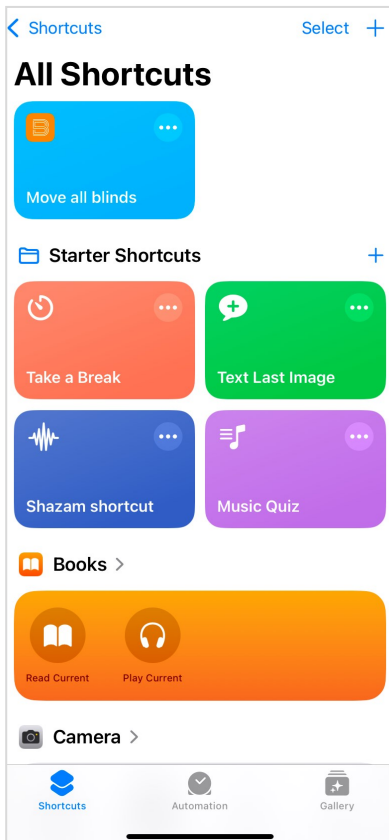 Shortcuts
Select
All Shortcuts
Move all blinds
Starter Shortcuts
Take a Break
Text Last Image
Shazam shortcut
Music Quiz
Books
Read Current
Play Current
Camera
Shortcuts
Automation
Gallery